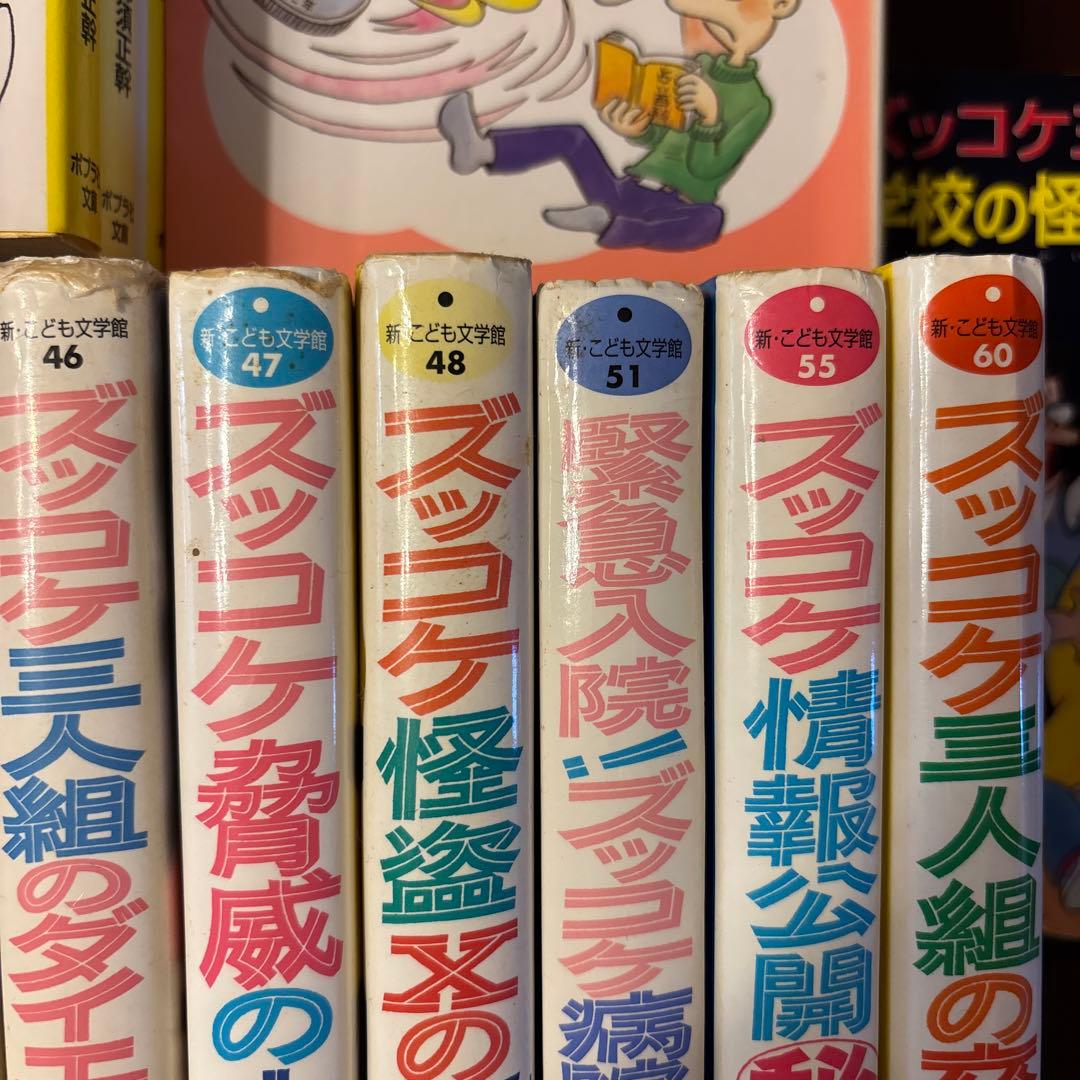 ポプラ社
文庫
ポプラ社
文庫
ズッコケ三
学校の怪
新・こども文学館
46
ズッコケ三人組のダイエ
新・こども文学館
47
ズッコケ脅威の
新・こども文学館
48
ズッコケ怪盗Xの
新・こども文学館
51
緊急入院!ズッコケ病院
新・こども文学館
55
ズッコケ情報公開㊙
新・こども文学館
60
ズッコケ三人組の